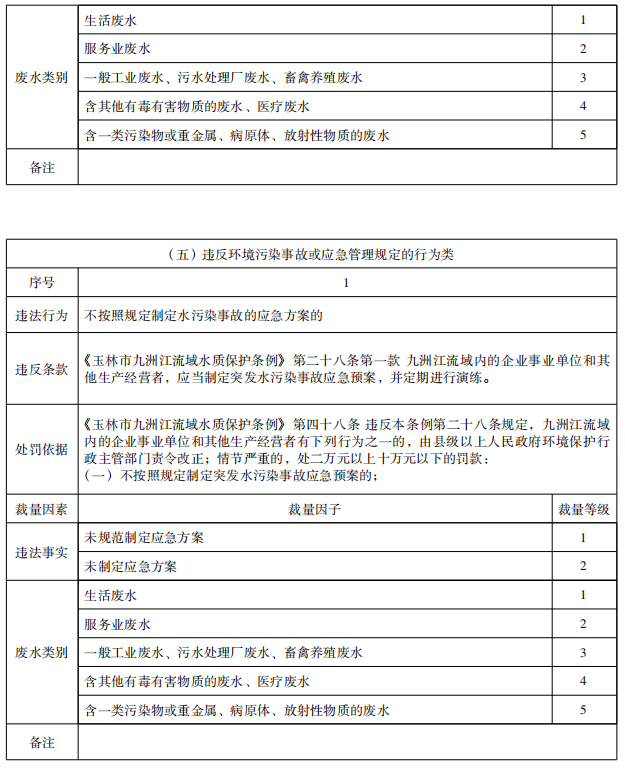 废水类别
生活废水 1
服务业废水 2
一般工业废水、污水处理厂废水、畜禽养殖废水 3
含其他有毒有害物质的废水、医疗废水 4
含一类污染物或重金属、病原体、放射性物质的废水 5
备注
（五）违反环境污染事故或应急管理规定的行为类
序号 1
违法行为 不按照规定制定水污染事故的应急方案的
违反条款
《玉林市九洲江流域水质保护条例》第二十八条第一款 九洲江流域内的企业事业单位和其
他生产经营者，应当制定突发水污染事故应急预案，并定期进行演练。
处罚依据
《玉林市九洲江流域水质保护条例》第四十八条 违反本条例第二十八条规定，九洲江流域
内的企业事业单位和其他生产经营者有下列行为之一的，由县级以上人民政府环境保护行
政主管部门责令改正；情节严重的，处二万元以上十万元以下的罚款：
（一）不按照规定制定突发水污染事故应急预案的；
裁量因素 裁量因子 裁量等级
违法事实
未规范制定应急方案 1
未制定应急方案 2
废水类别
生活废水 1
服务业废水 2
一般工业废水、污水处理厂废水、畜禽养殖废水 3
含其他有毒有害物质的废水、医疗废水 4
含一类污染物或重金属、病原体、放射性物质的废水 5
备注